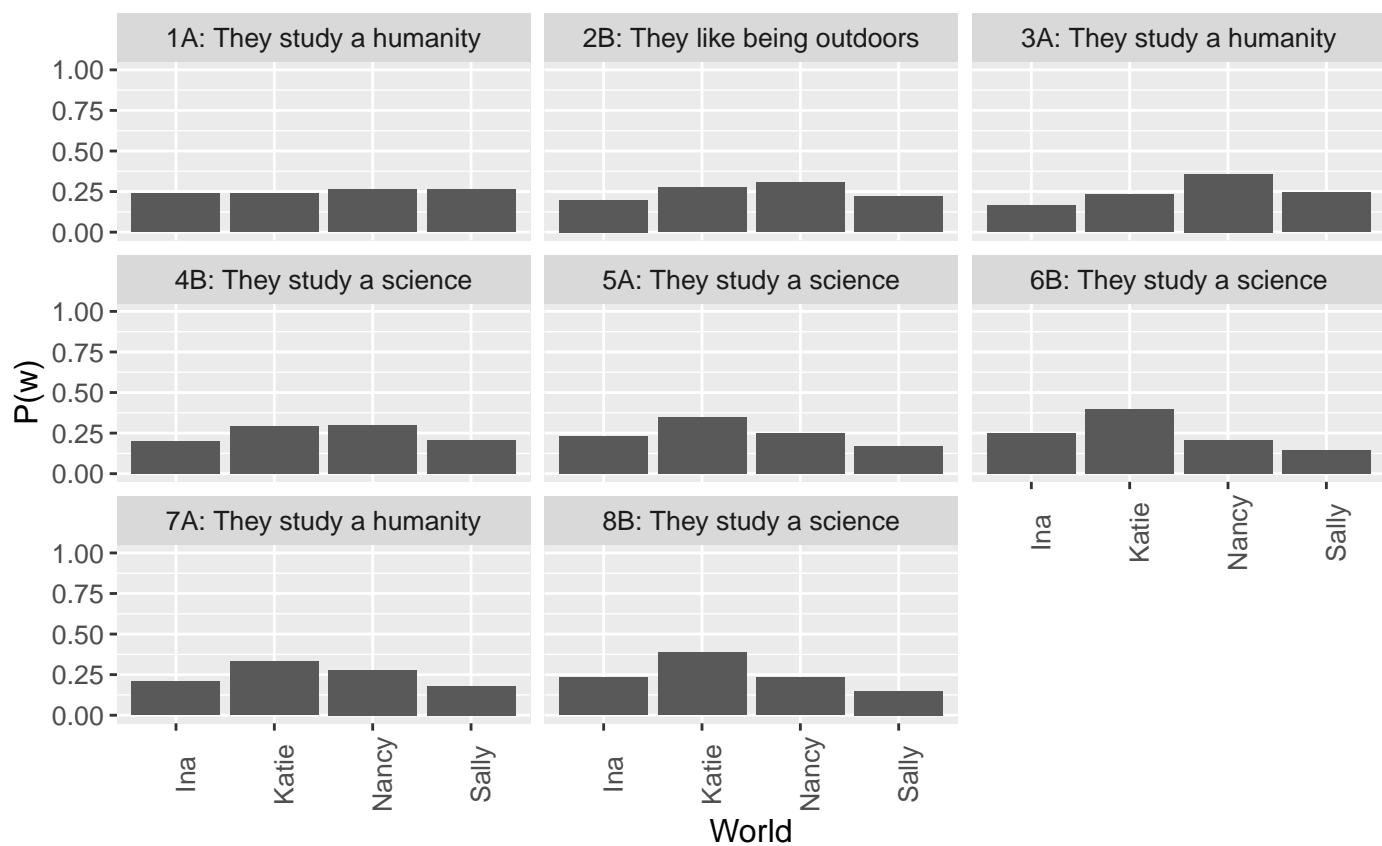 1A: They study a humanity
2B: They like being outdoors
3A: They study a humanity
1.00
0.75
0.50
0.25
0.00
4B: They study a science
5A: They study a science
6B: They study a science
1.00
0.75
0.50
0.25
0.00
P(w)
Ina
Katie
Nancy
Sally
7A: They study a humanity
8B: They study a science
1.00
0.75
0.50
0.25
0.00
Ina
Katie
Nancy
Sally
Ina
Katie
Nancy
Sally
World